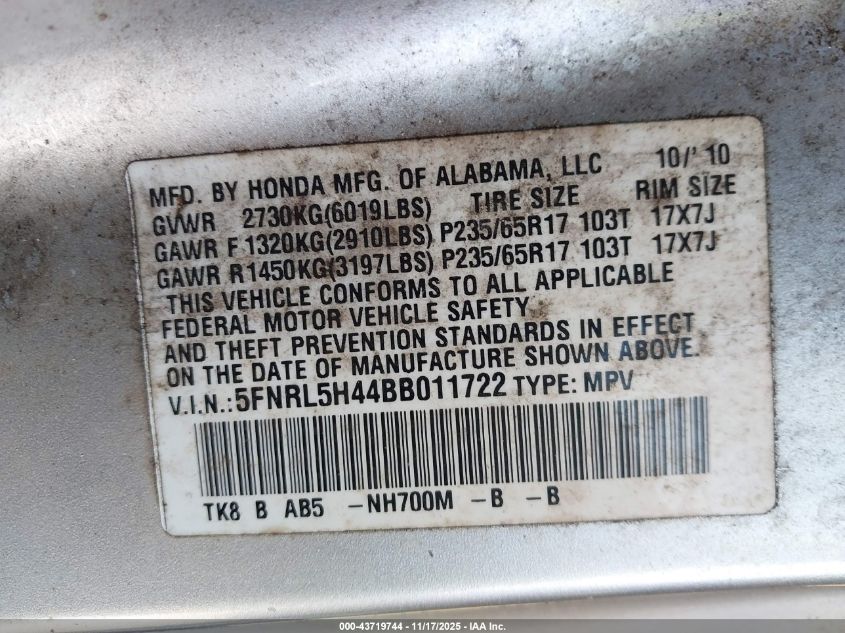 MFD. BY HONDA MFG. OF ALABAMA, LLC 10/'10
GVWR 2730KG(6019LBS) TIRE SIZE RIM SIZE
GAWR F 1320KG(2910LBS) P235/65R17 103T 17X7J
GAWR R1450KG(3197LBS) P235/65R17 103T 17X7J
THIS VEHICLE CONFORMS TO ALL APPLICABLE
FEDERAL MOTOR VEHICLE SAFETY
AND THEFT PREVENTION STANDARDS IN EFFECT
ON THE DATE OF MANUFACTURE SHOWN ABOVE.
V.I.N.:5FNRL5H44BB011722 TYPE: MPV
TK8 B AB5 -NH700M -B -B
000-43719744 - 11/17/2025 - IAA Inc.